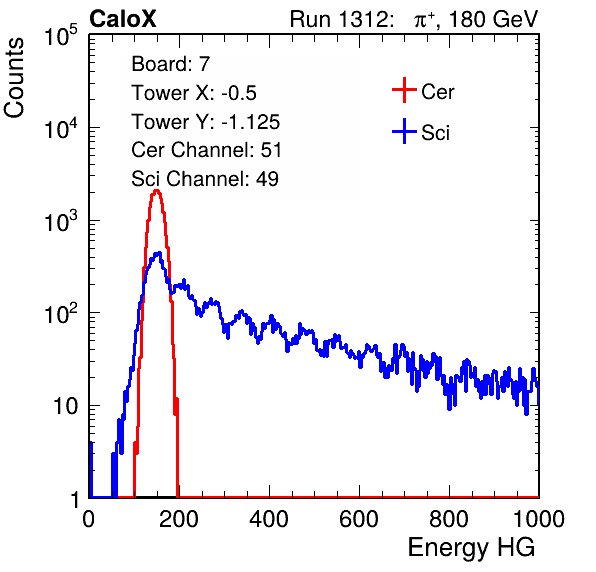 CaloX Run 1312: π⁺, 180 GeV
Board: 7
Tower X: -0.5
Tower Y: -1.125
Cer Channel: 51
Sci Channel: 49
Cer
Sci
Counts
10⁵
10⁴
10³
10²
10
1
0 200 400 600 800 1000
Energy HG